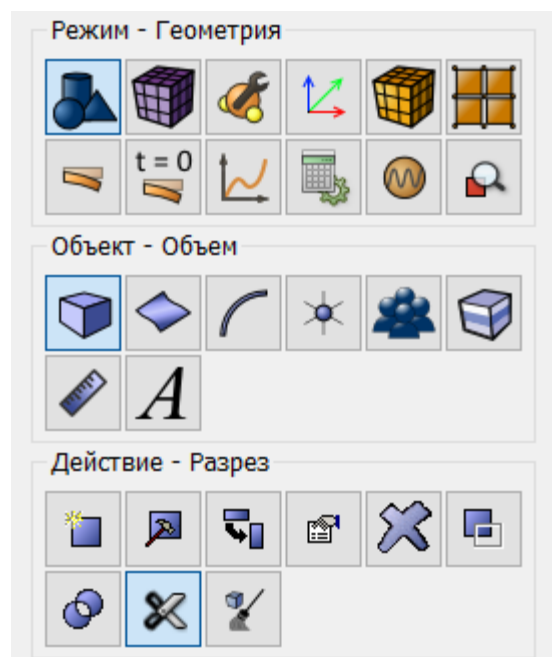 Режим - Геометрия
t = 0
Объект - Объем
A
Действие - Разрез